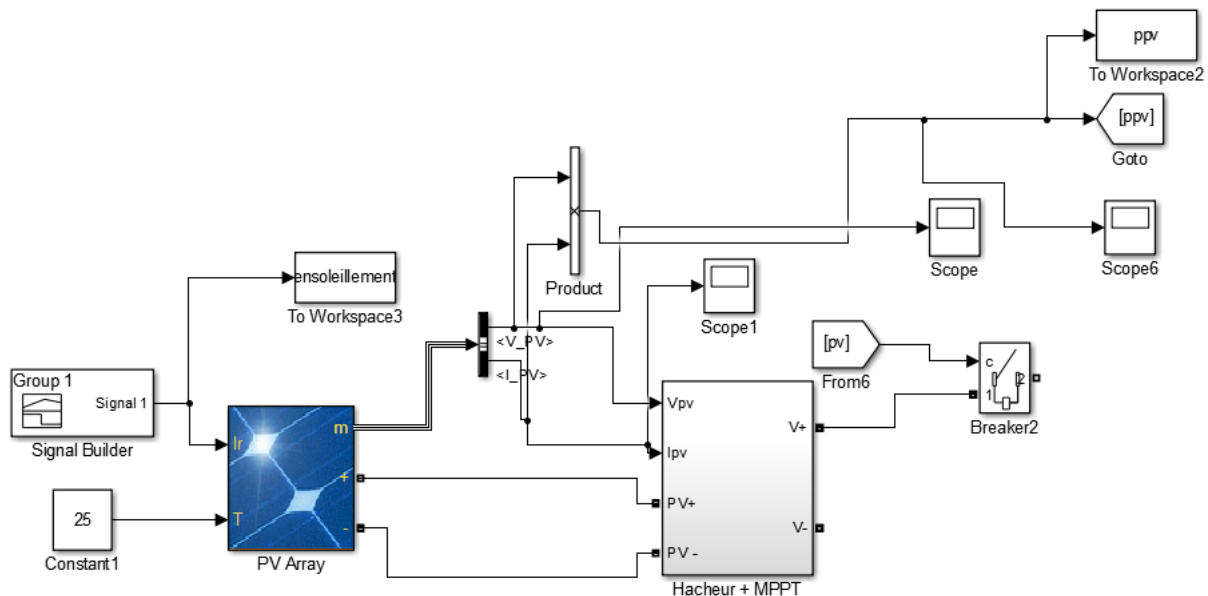 ppv
To Workspace2
[ppv]
Goto
Scope
Scope6
Product
ensoleillement
To Workspace3
Scope1
<V_PV>
<I_PV>
[pv]
From6
c
1
2
Breaker2
Group 1
Signal 1
Signal Builder
Ir
m
+
T
-
PV Array
25
Constant1
Vpv
V+
Ipv
PV+
V-
PV -
Hacheur + MPPT